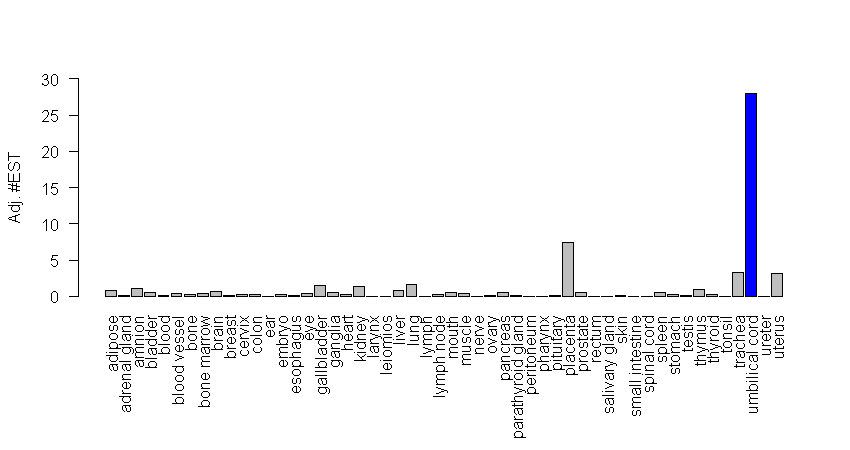 Adj. #EST
30
25
20
15
10
5
0
adipose
adrenal gland
amnion
bladder
blood
blood vessel
bone
bone marrow
brain
breast
cervix
colon
ear
embryo
esophagus
eye
gallbladder
ganglia
heart
kidney
larynx
leiomios
liver
lung
lymph
lymph node
mouth
muscle
nerve
ovary
pancreas
parathyroid gland
peritoneum
pharynx
pituitary
placenta
prostate
rectum
salivary gland
skin
small intestine
spinal cord
spleen
stomach
testis
thymus
thyroid
tonsil
trachea
umbilical cord
ureter
uterus